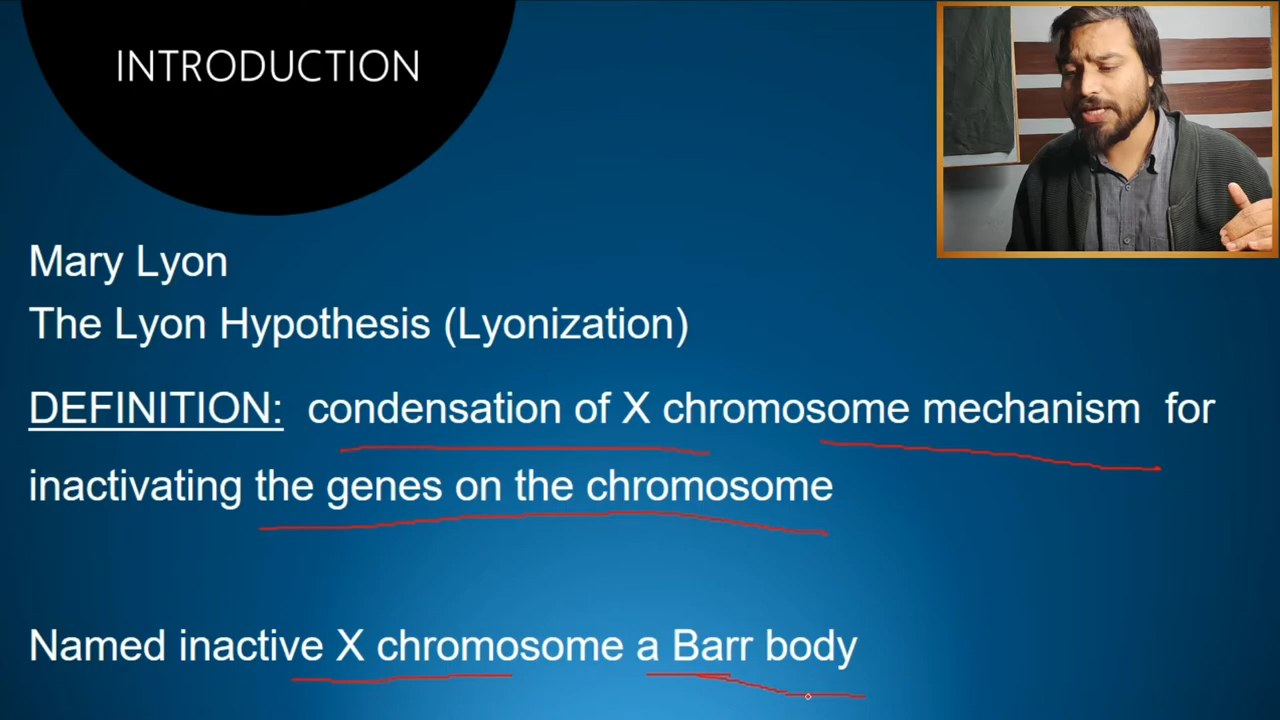 INTRODUCTION
Mary Lyon
The Lyon Hypothesis (Lyonization)
DEFINITION: condensation of X chromosome mechanism for
inactivating the genes on the chromosome
Named inactive X chromosome a Barr body